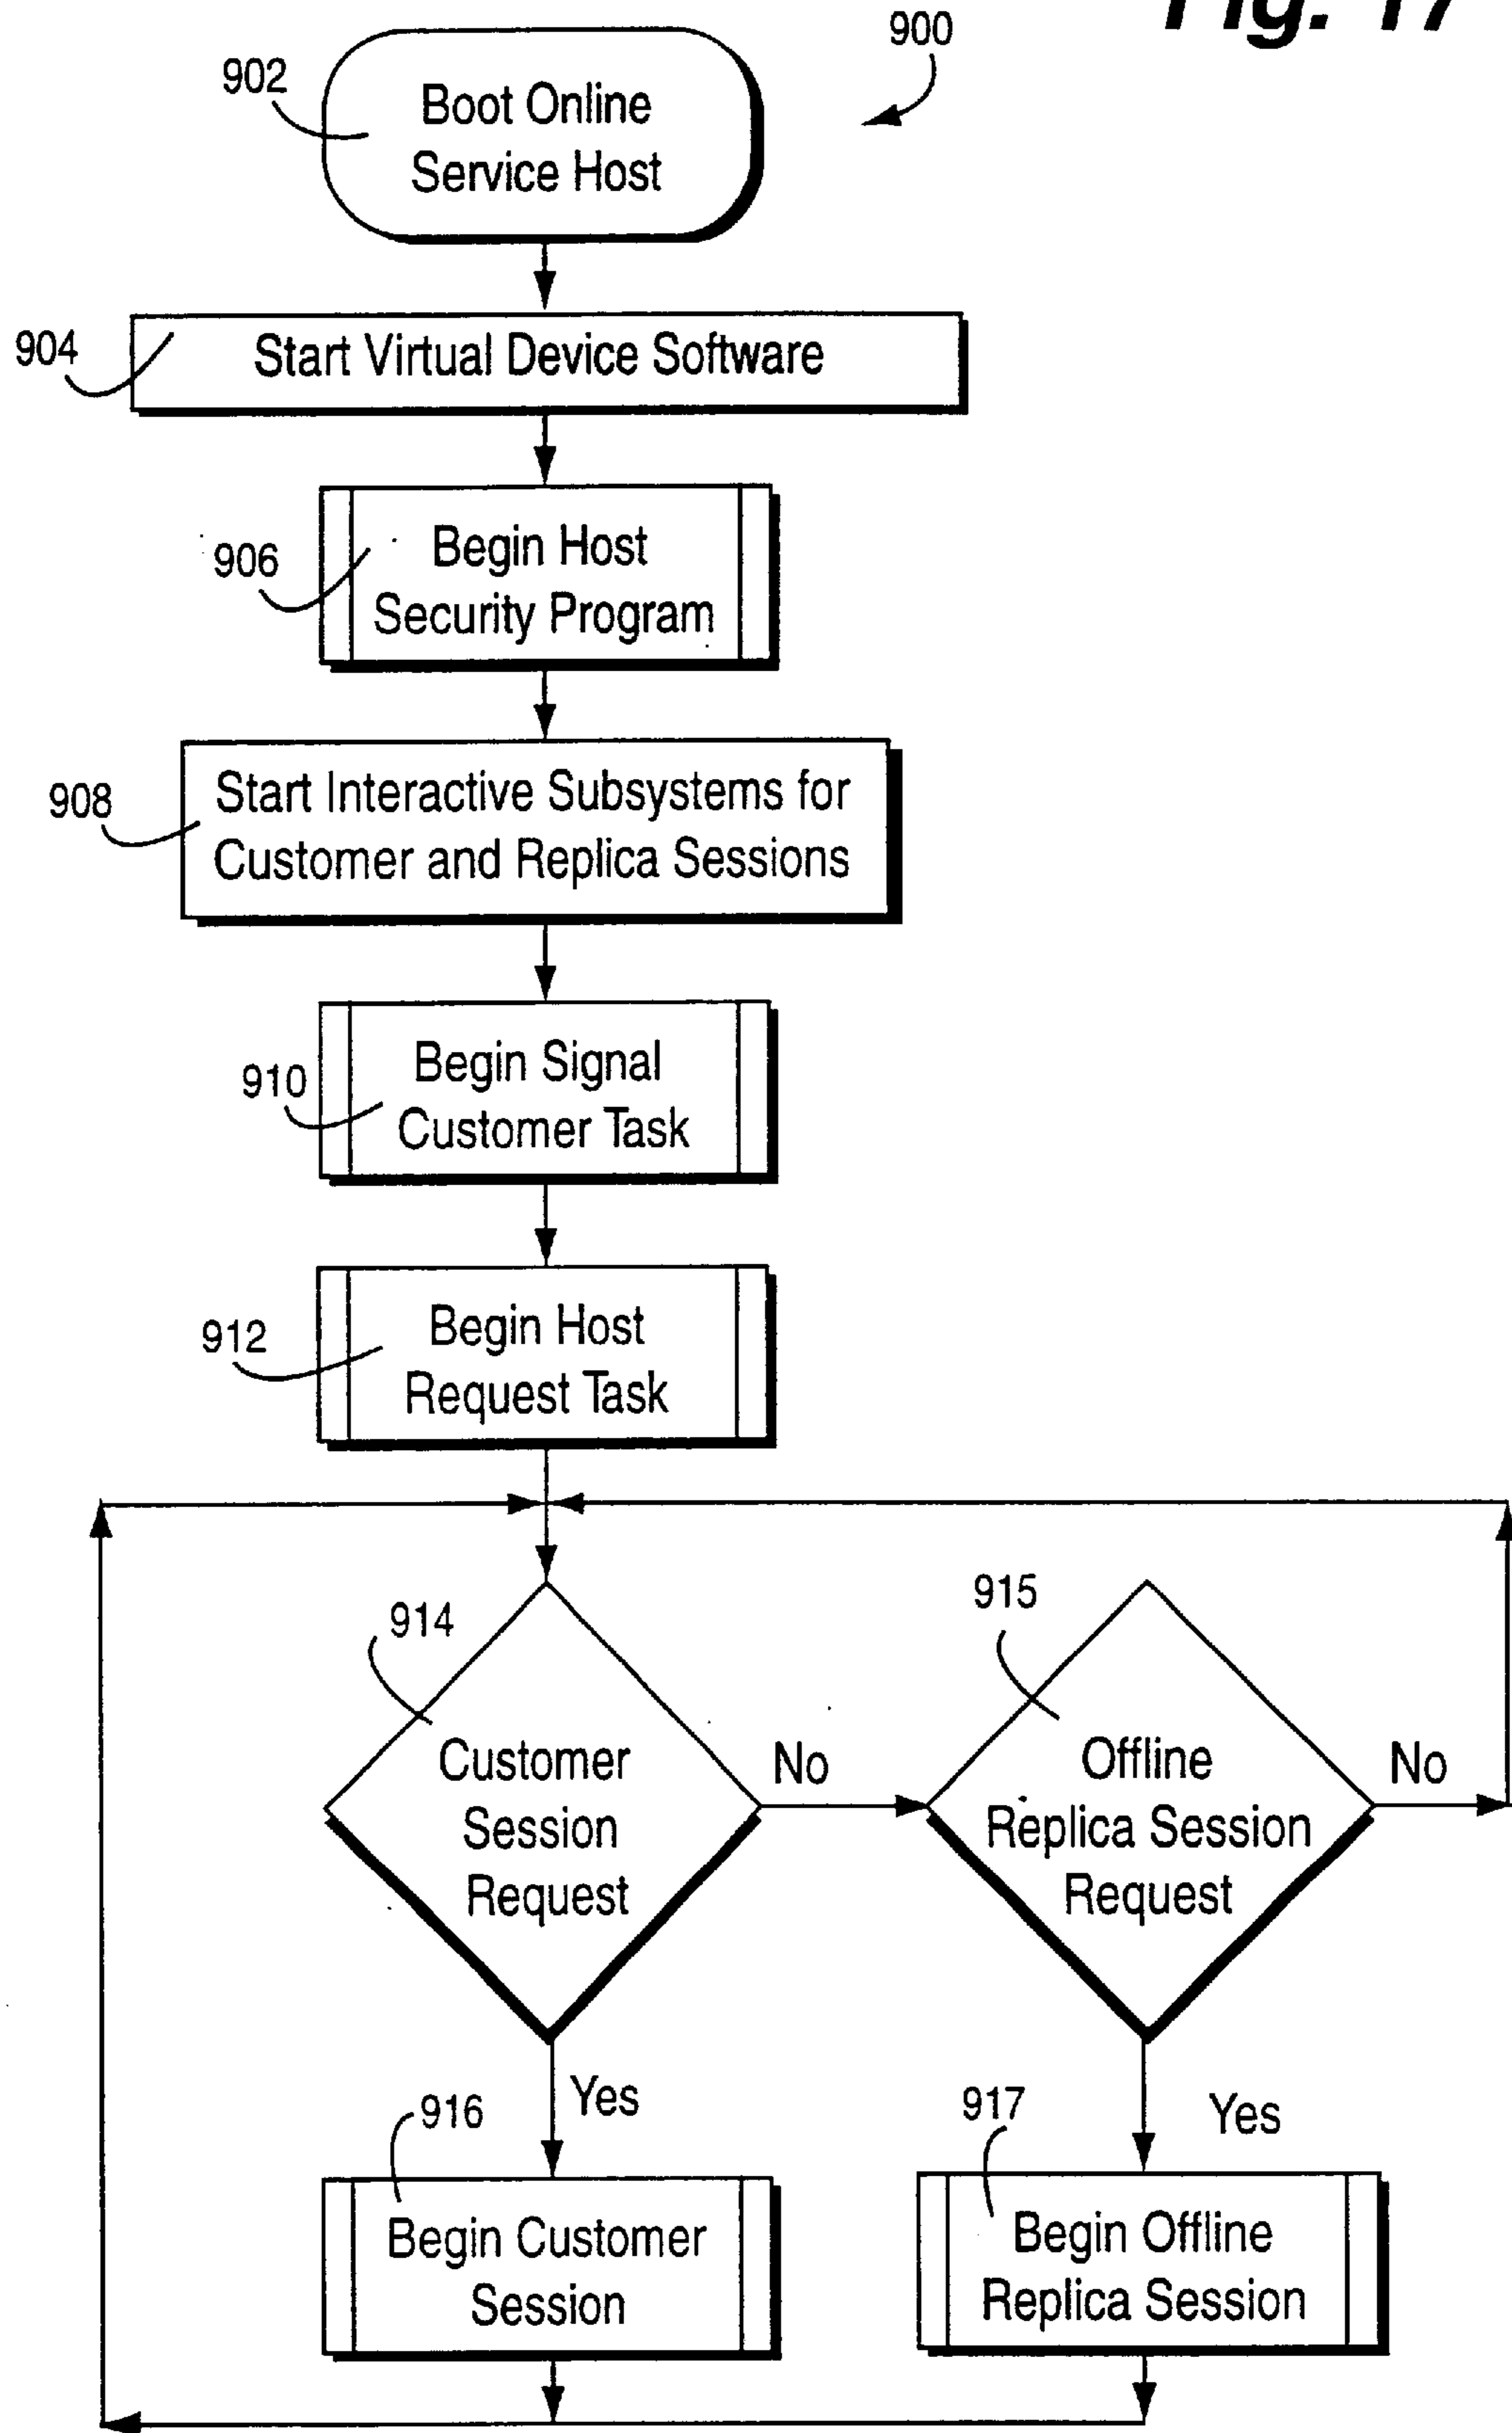 Fig. 17
900
902
Boot Online
Service Host
904
Start Virtual Device Software
906
Begin Host
Security Program
908
Start Interactive Subsystems for
Customer and Replica Sessions
910
Begin Signal
Customer Task
912
Begin Host
Request Task
914
Customer
Session
Request
No
915
Offline
Replica Session
Request
No
916
Yes
Begin Customer
Session
917
Yes
Begin Offline
Replica Session